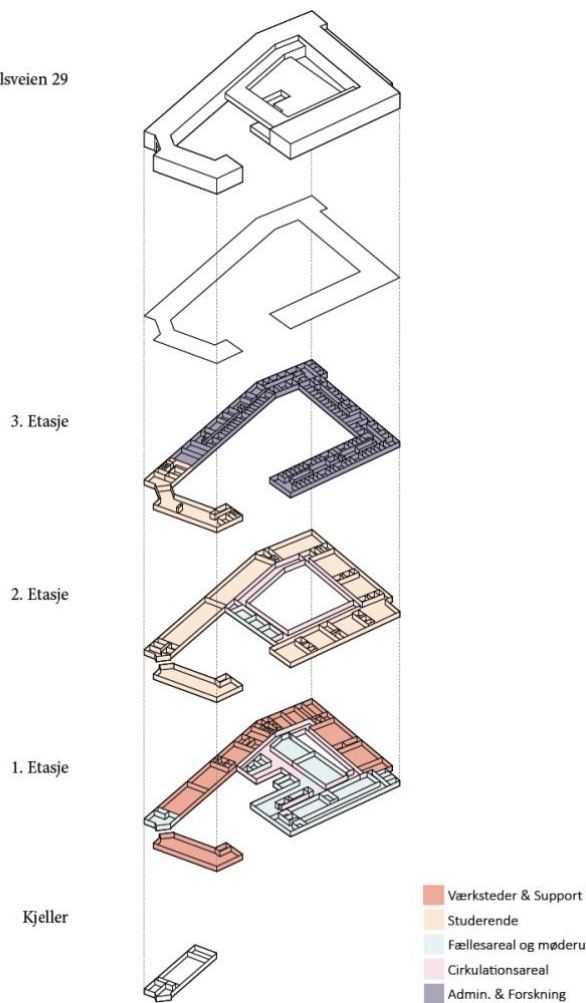 lsveien 29
3. Etasje
2. Etasje
1. Etasje
Kjeller
Værksteder & Support
Studerende
Fællesareal og møderu
Cirkulationsareal
Admin. & Forskning